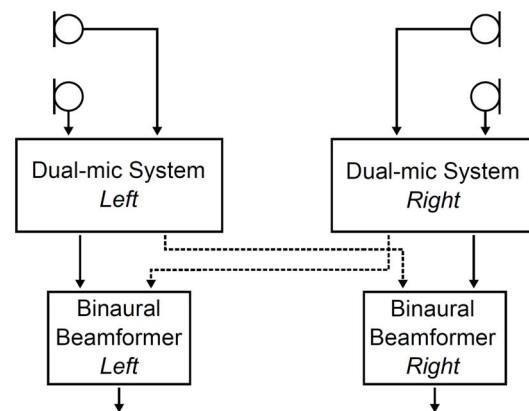 Dual-mic System
Left
Dual-mic System
Right
Binaural
Beamformer
Left
Binaural
Beamformer
Right